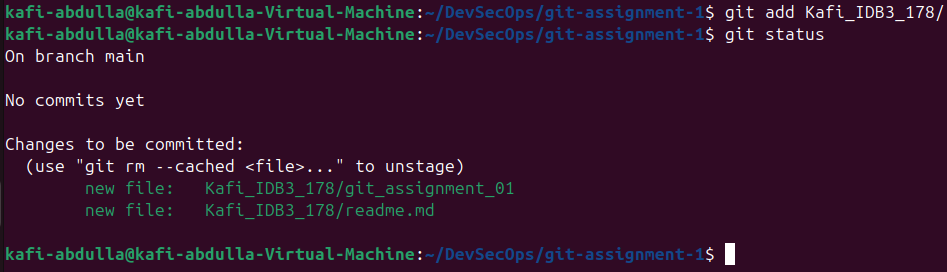 kafi-abdulla@kafi-abdulla-Virtual-Machine:~/DevSecOps/git-assignment-1$ git add Kafi_IDB3_178/
kafi-abdulla@kafi-abdulla-Virtual-Machine:~/DevSecOps/git-assignment-1$ git status
On branch main
No commits yet
Changes to be committed:
(use "git rm --cached <file>..." to unstage)
new file: Kafi_IDB3_178/git_assignment_01
new file: Kafi_IDB3_178/readme.md
kafi-abdulla@kafi-abdulla-Virtual-Machine:~/DevSecOps/git-assignment-1$